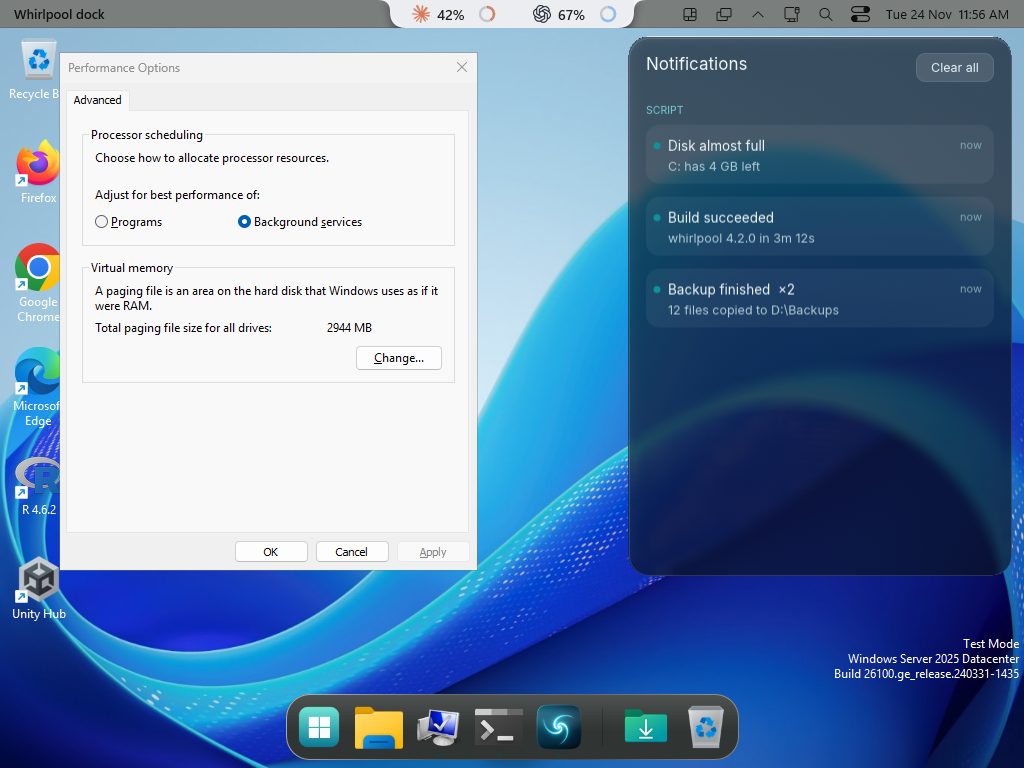 Whirlpool dock
42%
67%
Tue 24 Nov 11:56 AM
Recycle B
Firefox
Google
Chrome
Microsof
Edge
R 4.6.2
Unity Hub
Performance Options
Advanced
Processor scheduling
Choose how to allocate processor resources.
Adjust for best performance of:
Programs
Background services
Virtual memory
A paging file is an area on the hard disk that Windows uses as if it
were RAM.
Total paging file size for all drives: 2944 MB
Change...
OK
Cancel
Apply
Notifications
Clear all
SCRIPT
Disk almost full now
C: has 4 GB left
Build succeeded now
whirlpool 4.2.0 in 3m 12s
Backup finished ×2 now
12 files copied to D:\Backups
Test Mode
Windows Server 2025 Datacenter
Build 26100.ge_release.240331-1435